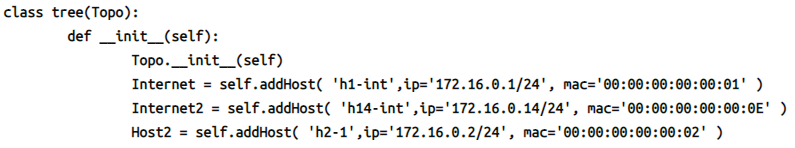 class tree(Topo):
def __init__(self):
Topo.__init__(self)
Internet = self.addHost( 'h1-int',ip='172.16.0.1/24', mac='00:00:00:00:00:01' )
Internet2 = self.addHost( 'h14-int',ip='172.16.0.14/24', mac='00:00:00:00:00:0E' )
Host2 = self.addHost( 'h2-1',ip='172.16.0.2/24', mac='00:00:00:00:00:02' )